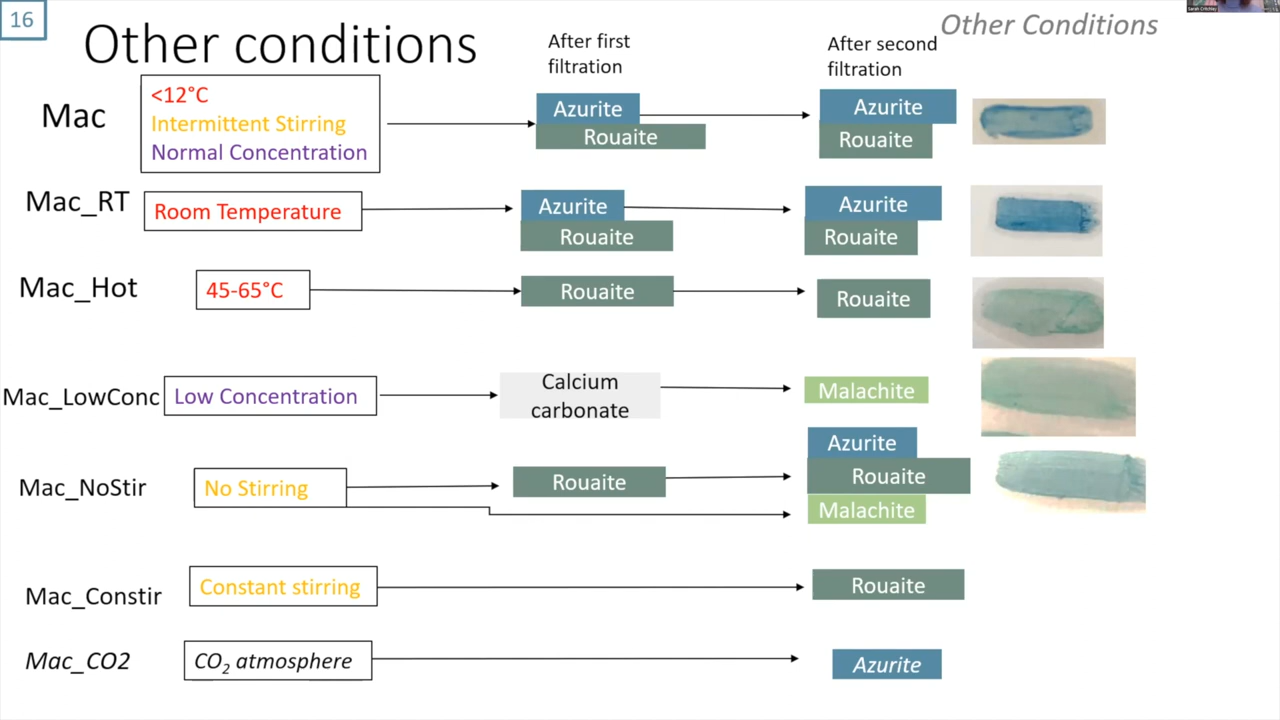 16
Other conditions
Other Conditions
After first
filtration
After second
filtration
Mac
<12°C
Intermittent Stirring
Normal Concentration
Azurite
Rouaite
Azurite
Rouaite
Mac_RT
Room Temperature
Azurite
Rouaite
Azurite
Rouaite
Mac_Hot
45-65°C
Rouaite
Rouaite
Mac_LowConc
Low Concentration
Calcium
carbonate
Malachite
Mac_NoStir
No Stirring
Rouaite
Azurite
Rouaite
Malachite
Mac_Constir
Constant stirring
Rouaite
Mac_CO2
CO₂ atmosphere
Azurite